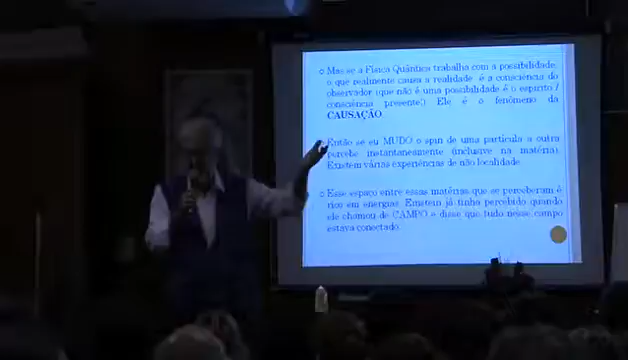 Mas se a Física Quântica trabalha com a possibilidade,
o que realmente causa a realidade é a consciência do
observador (que não é uma possibilidade é o espírito /
consciência presente!) Ele é o fenômeno da
CAUSAÇÃO
Então se eu MUDO o spin de uma partícula a outra
percebe instantaneamente (inclusive na matéria).
Existem várias experiências de não localidade.
Esse espaço entre essas matérias que se perceberam é
rico em energias. Einstein já tinha percebido quando
ele chamou de CAMPO e disse que tudo nesse campo
estava conectado.